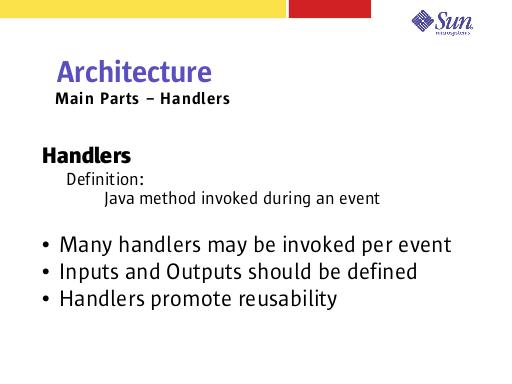 Sun
microsystems
Architecture
Main Parts – Handlers
Handlers
Definition:
Java method invoked during an event
• Many handlers may be invoked per event
• Inputs and Outputs should be defined
• Handlers promote reusability